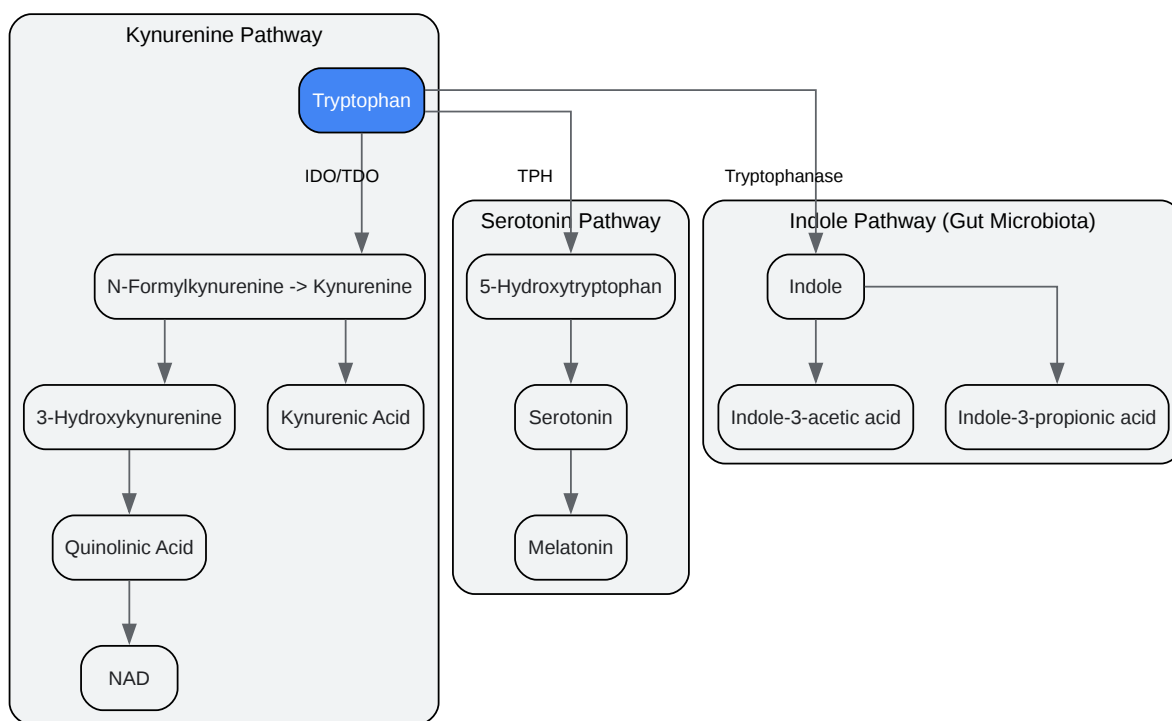 Kynurenine Pathway
Tryptophan
IDO/TDO
TPH
Tryptophanase
Serotonin Pathway
Indole Pathway (Gut Microbiota)
N-Formylkynurenine -> Kynurenine
5-Hydroxytryptophan
Indole
3-Hydroxykynurenine
Kynurenic Acid
Serotonin
Indole-3-acetic acid
Indole-3-propionic acid
Quinolinic Acid
Melatonin
NAD